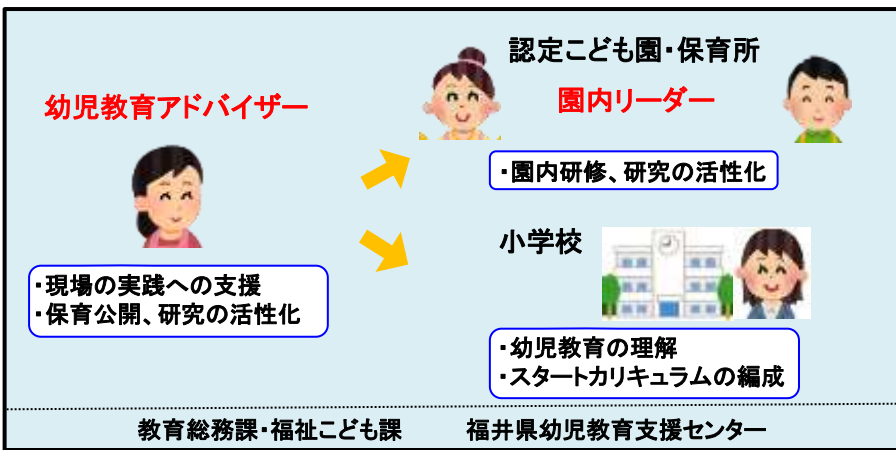 幼児教育アドバイザー
・現場の実践への支援
・保育公開、研究の活性化
認定こども園・保育所
園内リーダー
・園内研修、研究の活性化
小学校
・幼児教育の理解
・スタートカリキュラムの編成
教育総務課・福祉こども課　　福井県幼児教育支援センター